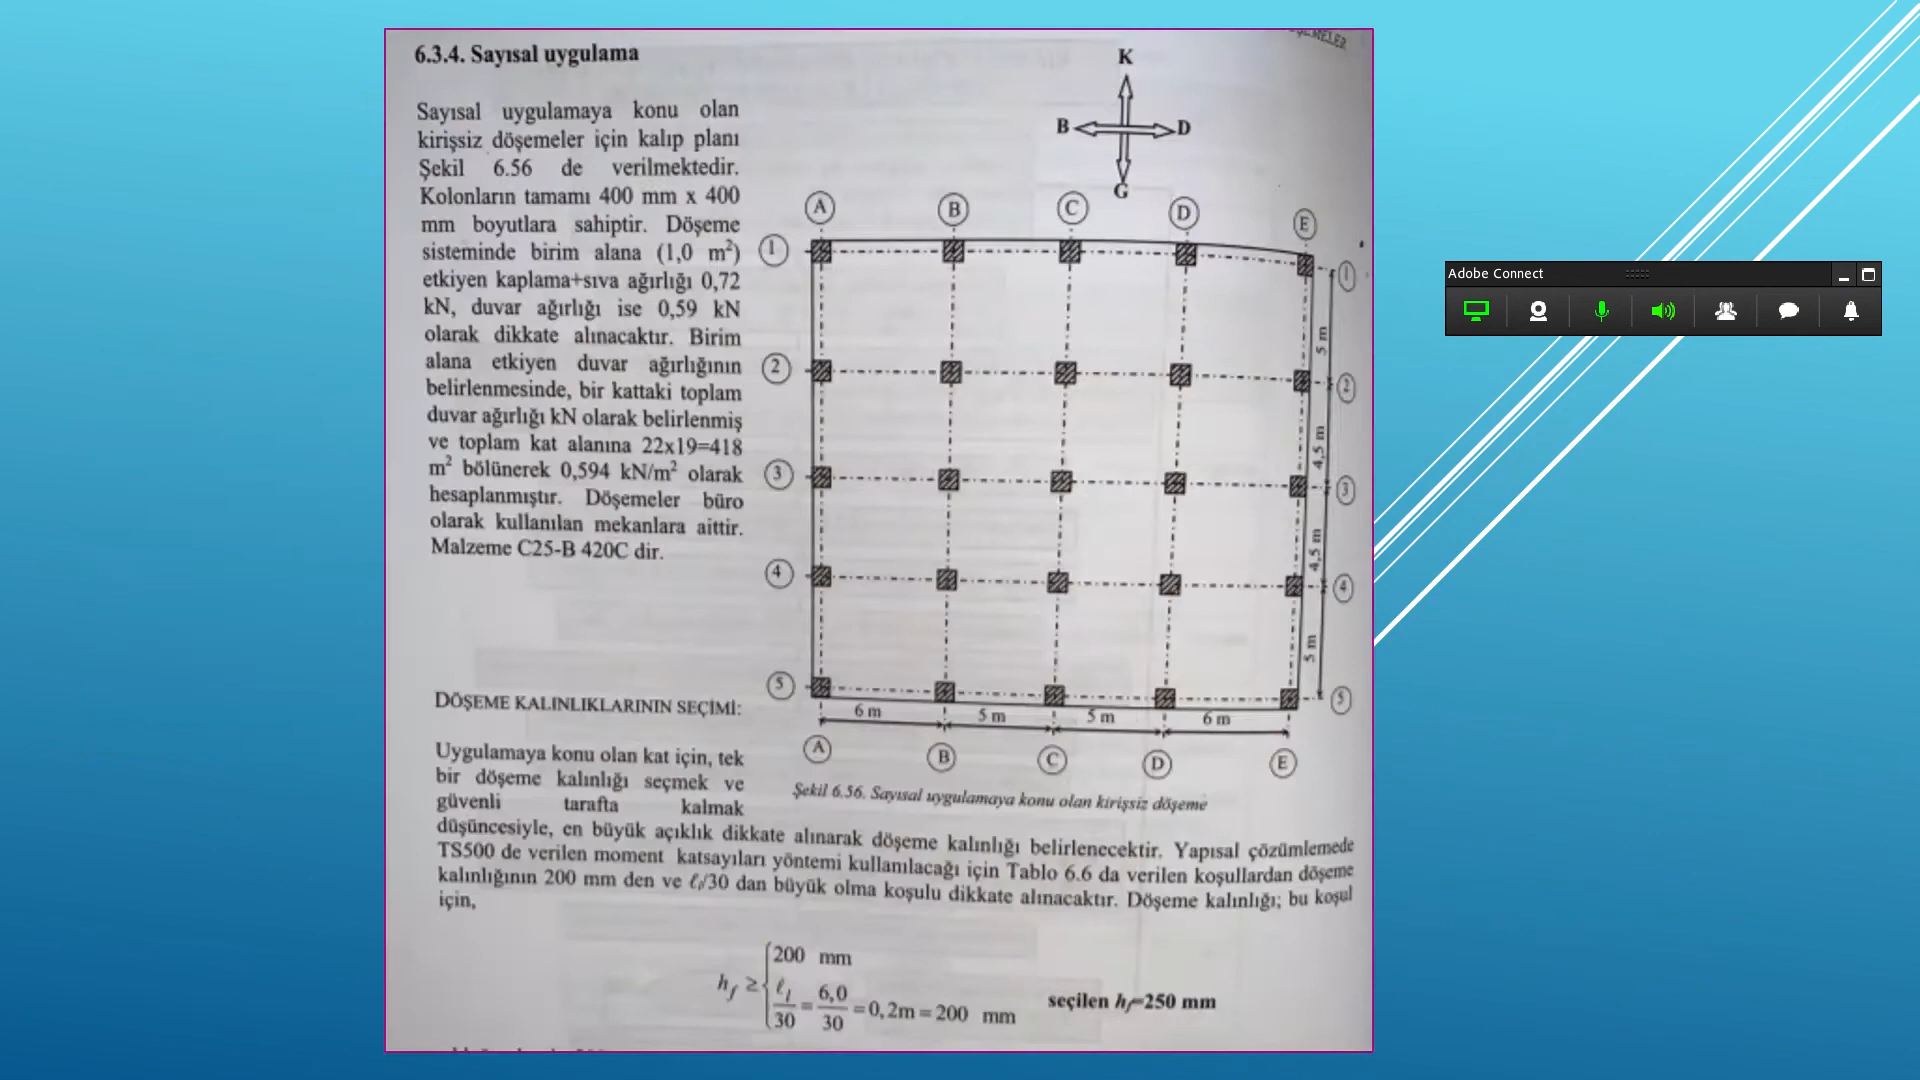 6.3.4. Sayısal uygulama
Sayısal uygulamaya konu olan
kirişsiz döşemeler için kalıp planı
Şekil 6.56 de verilmektedir.
Kolonların tamamı 400 mm x 400
mm boyutlara sahiptir. Döşeme
sisteminde birim alana (1,0 m²)
etkiyen kaplama+sıva ağırlığı 0,72
kN, duvar ağırlığı ise 0,59 kN
olarak dikkate alınacaktır. Birim
alana etkiyen duvar ağırlığının
belirlenmesinde, bir kattaki toplam
duvar ağırlığı kN olarak belirlenmiş
ve toplam kat alanına 22x19=418
m² bölünerek 0,594 kN/m² olarak
hesaplanmıştır. Döşemeler büro
olarak kullanılan mekanlara aittir.
Malzeme C25-B 420C dir.
K
B D
G
A B C D E
1 1
5 m
2 2
4,5 m
3 3
4,5 m
4 4
5 m
5 5
6 m 5 m 5 m 6 m
A B C D E
Şekil 6.56. Sayısal uygulamaya konu olan kirişsiz döşeme
DÖŞEME KALINLIKLARININ SEÇİMİ:
Uygulamaya konu olan kat için, tek
bir döşeme kalınlığı seçmek ve
güvenli tarafta kalmak
düşüncesiyle, en büyük açıklık dikkate alınarak döşeme kalınlığı belirlenecektir. Yapısal çözümlemede
TS500 de verilen moment katsayıları yöntemi kullanılacağı için Tablo 6.6 da verilen koşullardan döşeme
kalınlığının 200 mm den ve ℓₗ/30 dan büyük olma koşulu dikkate alınacaktır. Döşeme kalınlığı; bu koşul
için,
200 mm
h_f ≥ ℓ_l/30 = 6,0/30 = 0,2m = 200 mm seçilen h_f=250 mm
Adobe Connect